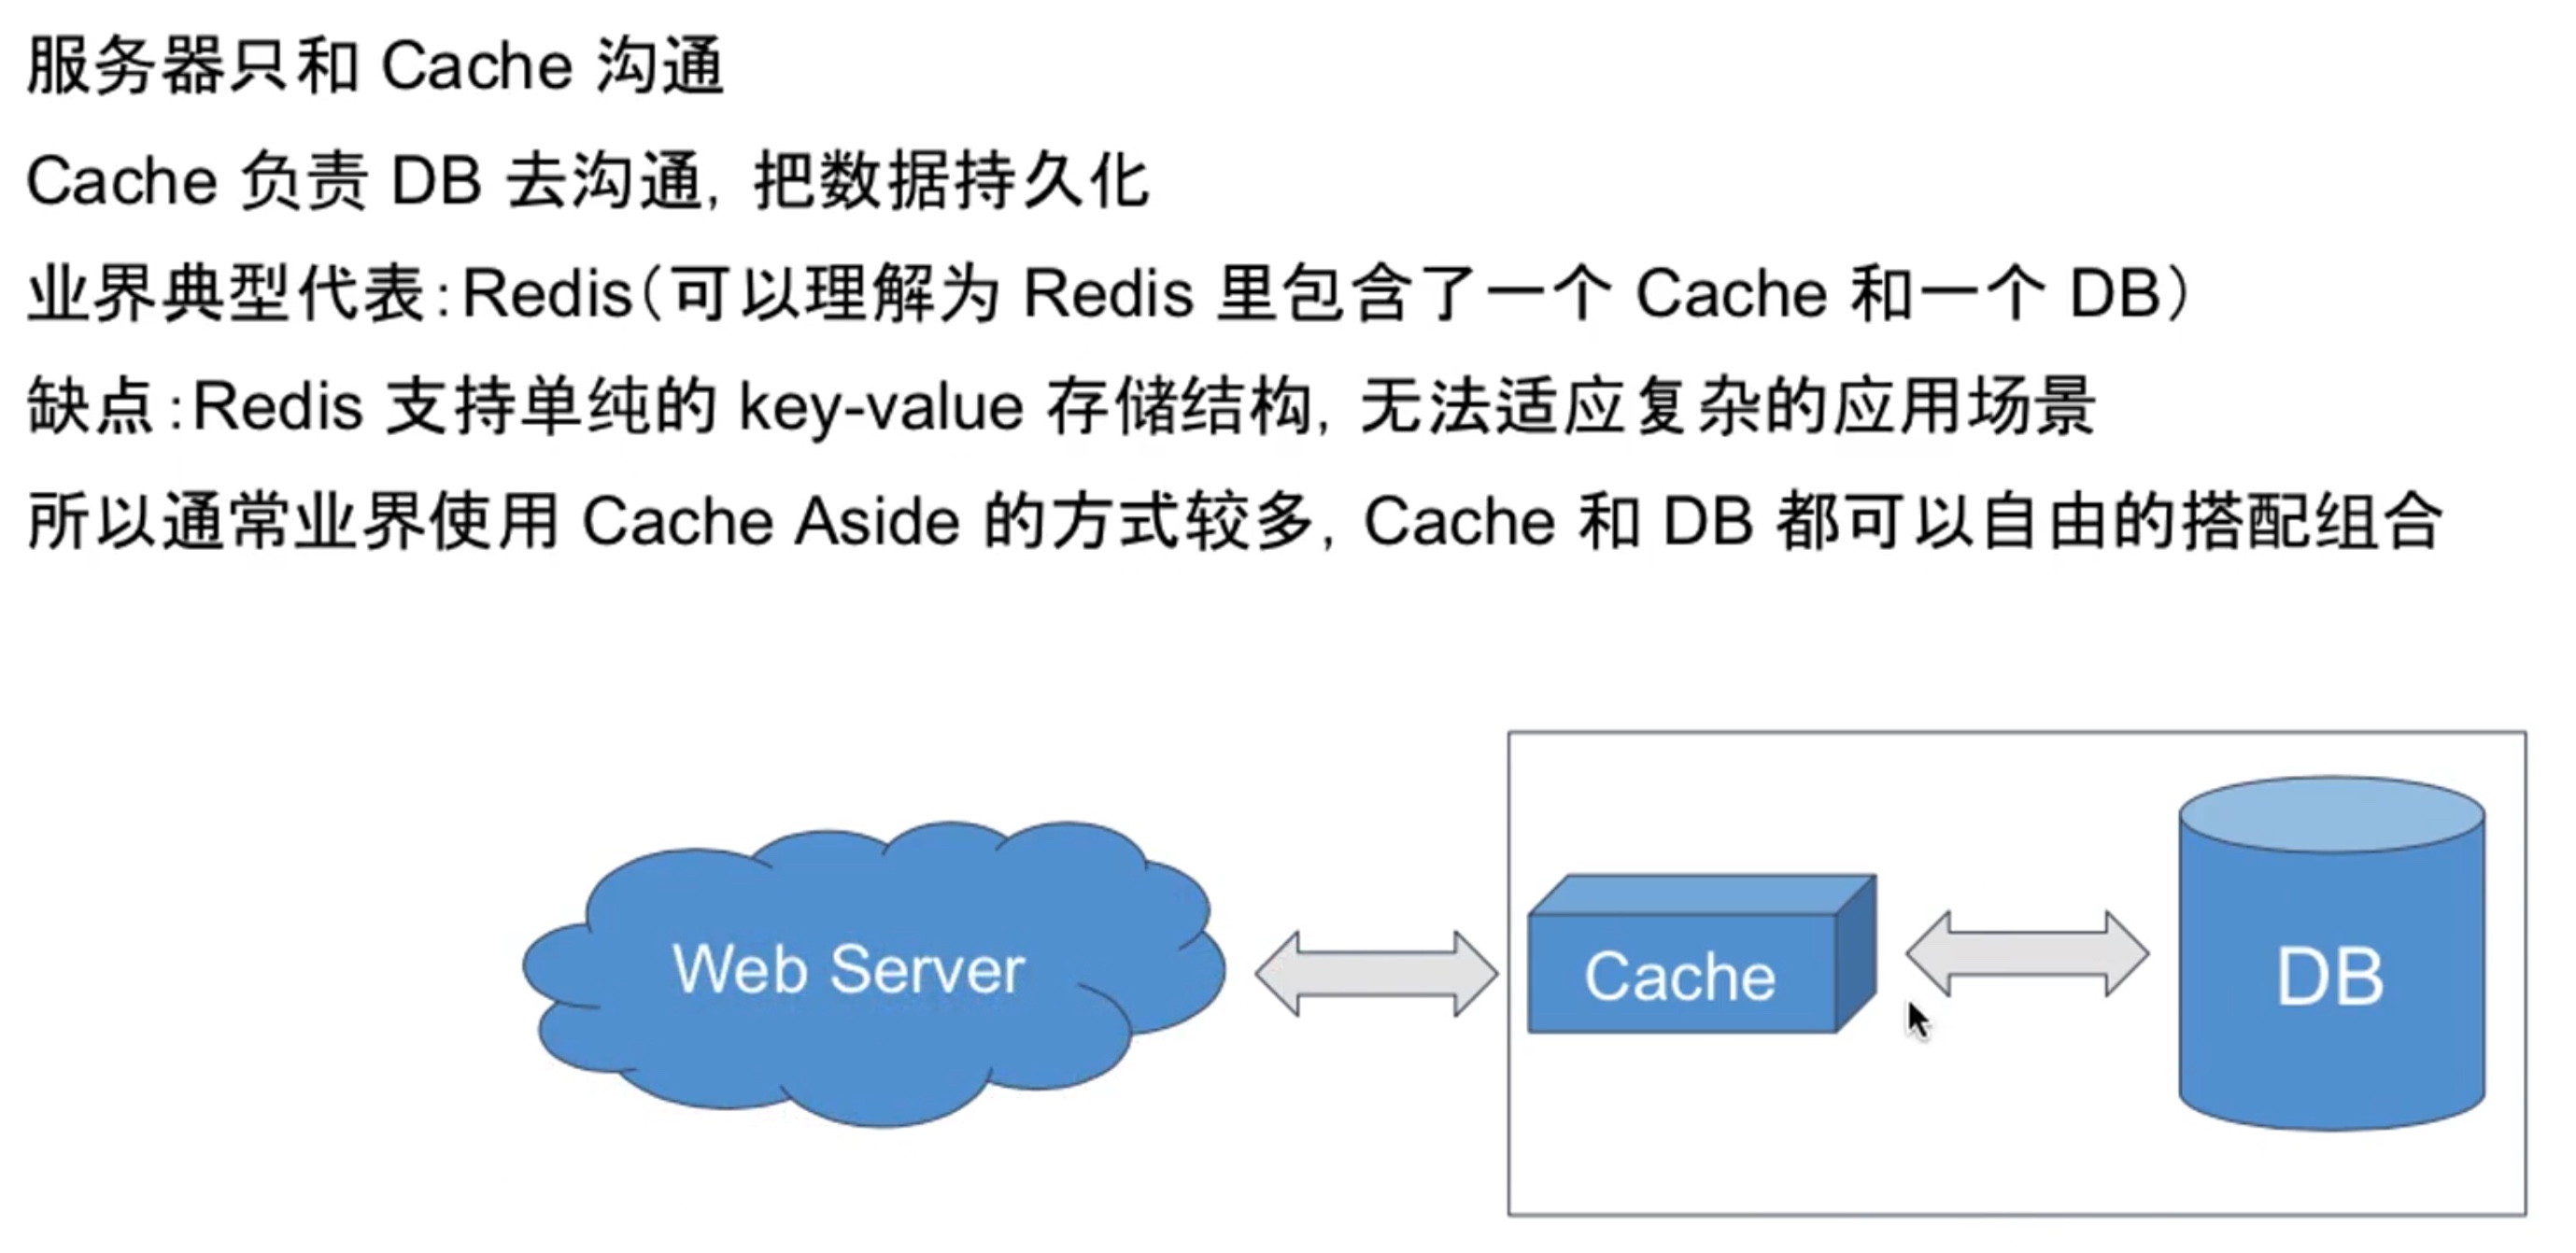 服务器只和 Cache 沟通
Cache 负责 DB 去沟通, 把数据持久化
业界典型代表:Redis(可以理解为 Redis 里包含了一个 Cache 和一个 DB)
缺点:Redis 支持单纯的 key-value 存储结构, 无法适应复杂的应用场景
所以通常业界使用 Cache Aside 的方式较多, Cache 和 DB 都可以自由的搭配组合
Web Server
Cache
DB